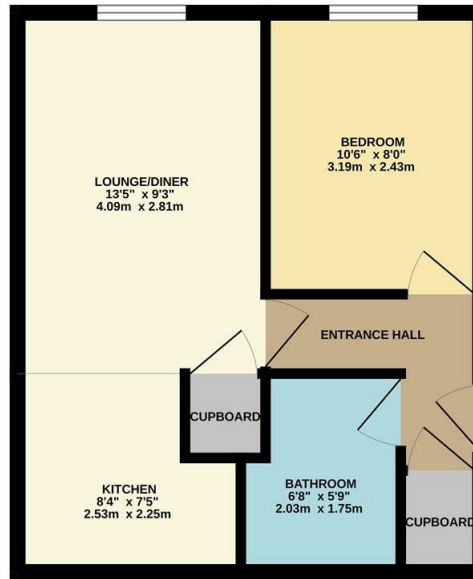 BEDROOM
10'6" x 8'0"
3.19m x 2.43m
LOUNGE/DINER
13'5" x 9'3"
4.09m x 2.81m
ENTRANCE HALL
CUPBOARD
KITCHEN
8'4" x 7'5"
2.53m x 2.25m
BATHROOM
6'8" x 5'9"
2.03m x 1.75m
CUPBOARD